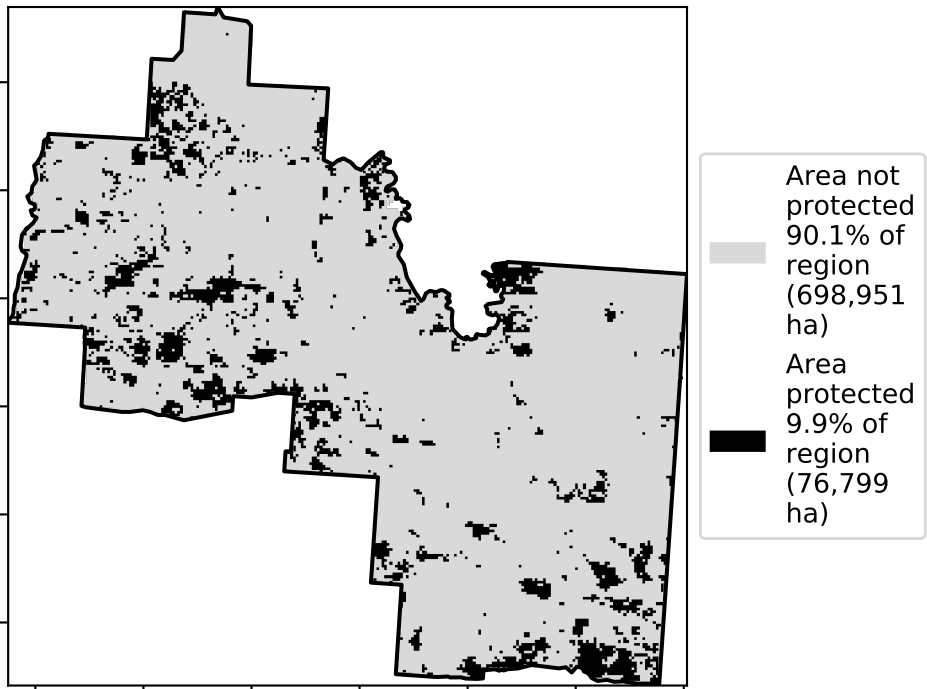 Area not
protected
90.1% of
region
(698,951
ha)
Area
protected
9.9% of
region
(76,799
ha)